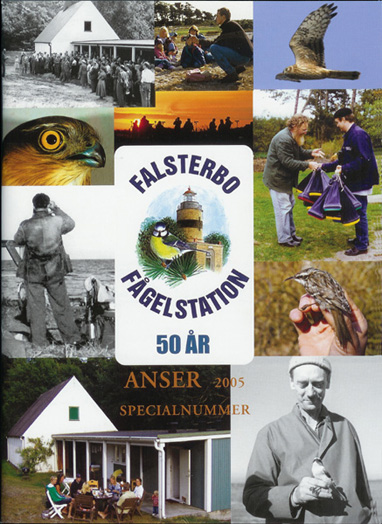 FALSTERBO
FÅGELSTATION
50 ÅR
ANSER 2005
SPECIALNUMMER